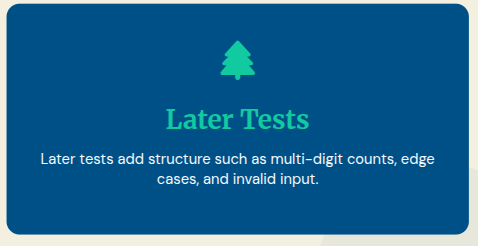 Later Tests
Later tests add structure such as multi-digit counts, edge
cases, and invalid input.